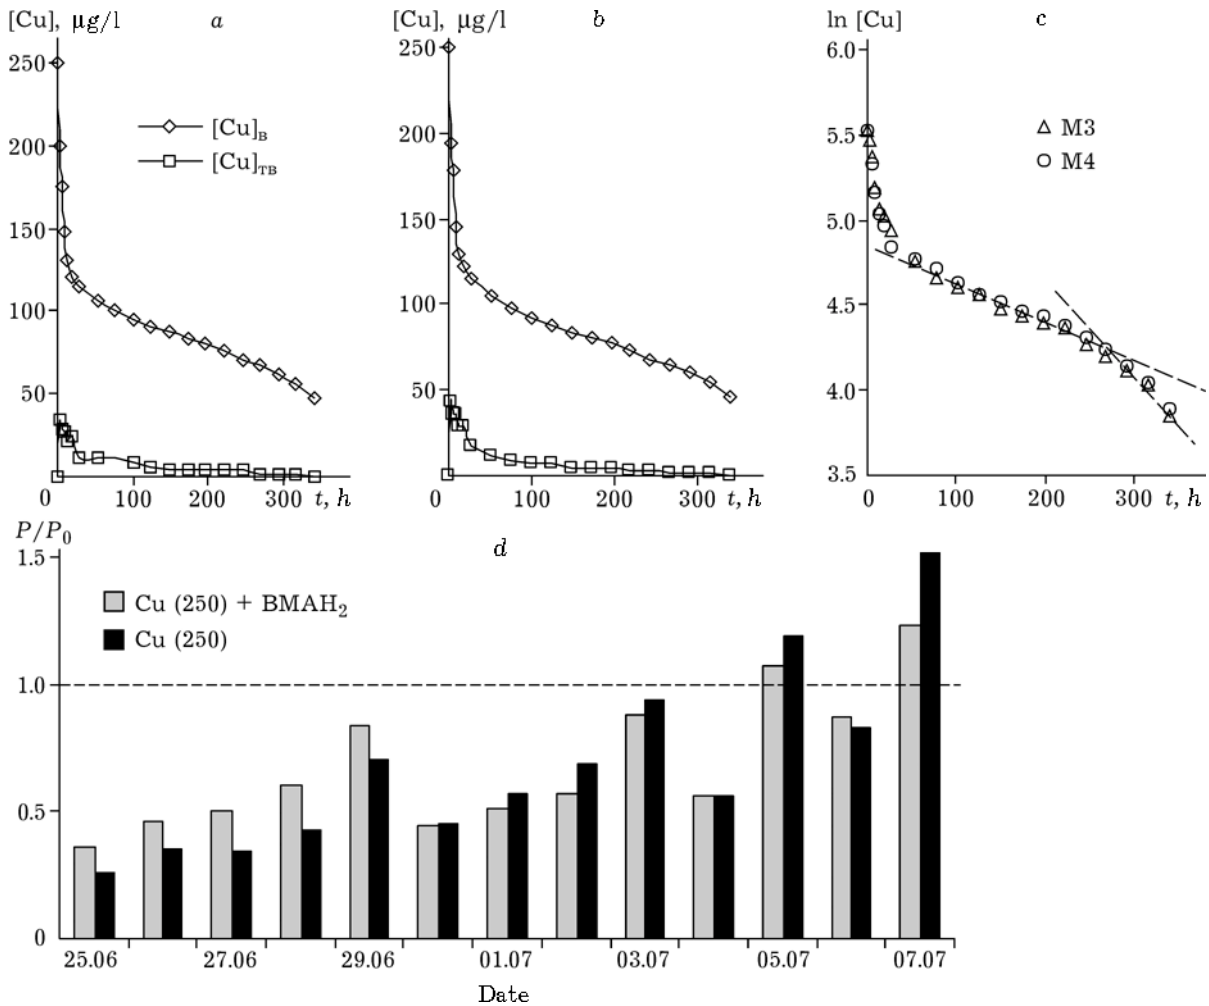 [Cu], μg/l a
250
200
150
100
50
0 100 200 300 t, h
[Cu]B
[Cu]TB
[Cu], μg/l b
250
200
150
100
50
100 200 300 t, h
ln [Cu] c
6.0
5.5
5.0
4.5
4.0
3.5
0 100 200 300 t, h
M3
M4
P/P0 d
1.5
1.0
0.5
0
Cu (250) + BMAH2
Cu (250)
25.06 27.06 29.06 01.07 03.07 05.07 07.07
Date